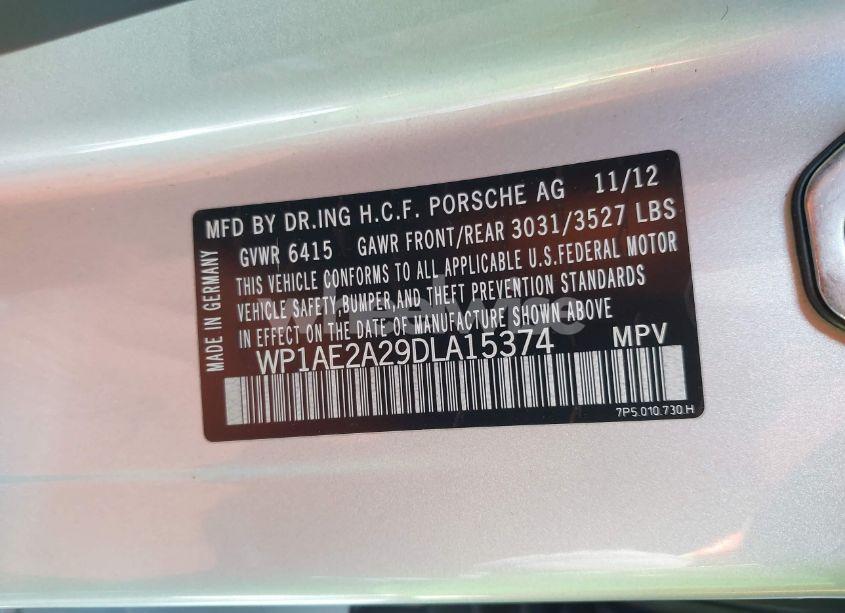 MFD BY DR.ING H.C.F. PORSCHE AG 11/12
GVWR 6415 GAWR FRONT/REAR 3031/3527 LBS
THIS VEHICLE CONFORMS TO ALL APPLICABLE U.S.FEDERAL MOTOR
VEHICLE SAFETY,BUMPER,AND THEFT PREVENTION STANDARDS
IN EFFECT ON THE DATE OF MANUFACTURE SHOWN ABOVE
WP1AE2A29DLA15374 MPV
7P5.010.730.H
MADE IN GERMANY
wheelwise